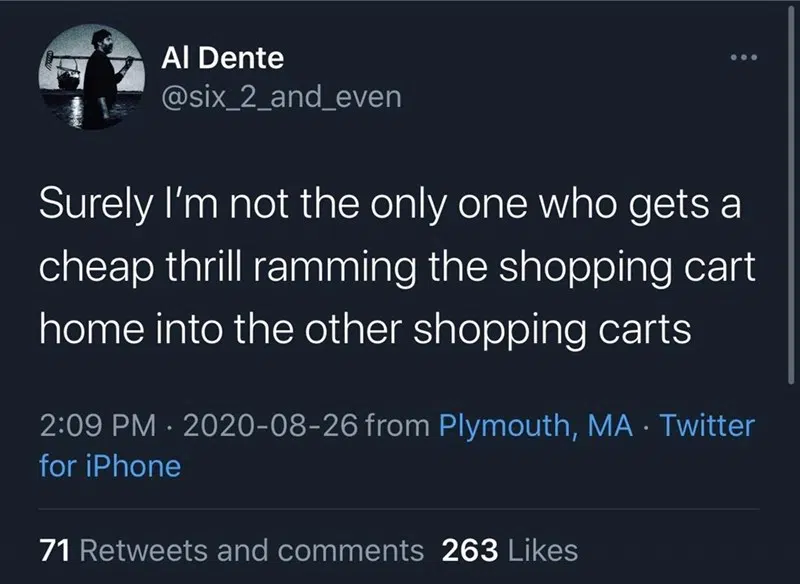 Al Dente
@six_2_and_even
Surely I'm not the only one who gets a
cheap thrill ramming the shopping cart
home into the other shopping carts
2:09 PM · 2020-08-26 from Plymouth, MA · Twitter
for iPhone
71 Retweets and comments 263 Likes